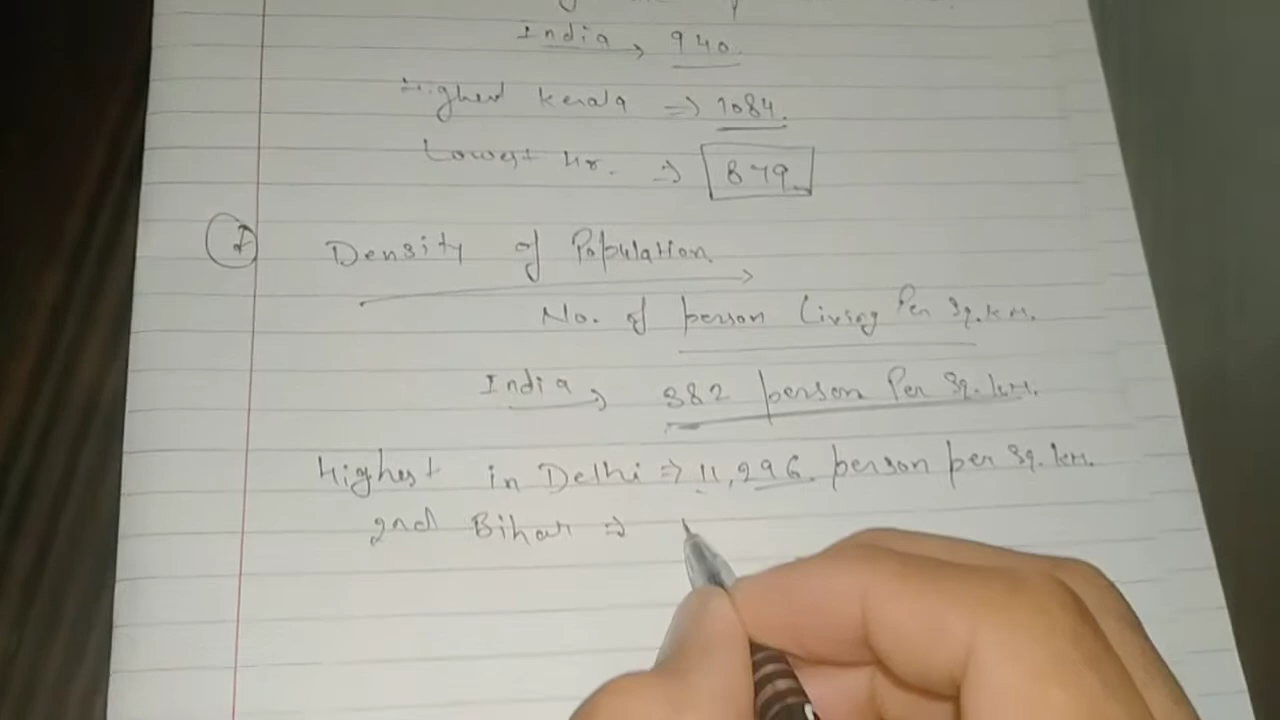 India → 940.
Highest Kerala ⇒ 1084.
Lowest Hr. ⇒ 879
7 Density of Population
No. of person Living Per Sq.km.
India → 382 person Per Sq.km.
Highest in Delhi ⇒ 11,296 person per sq.km.
2nd Bihar ⇒